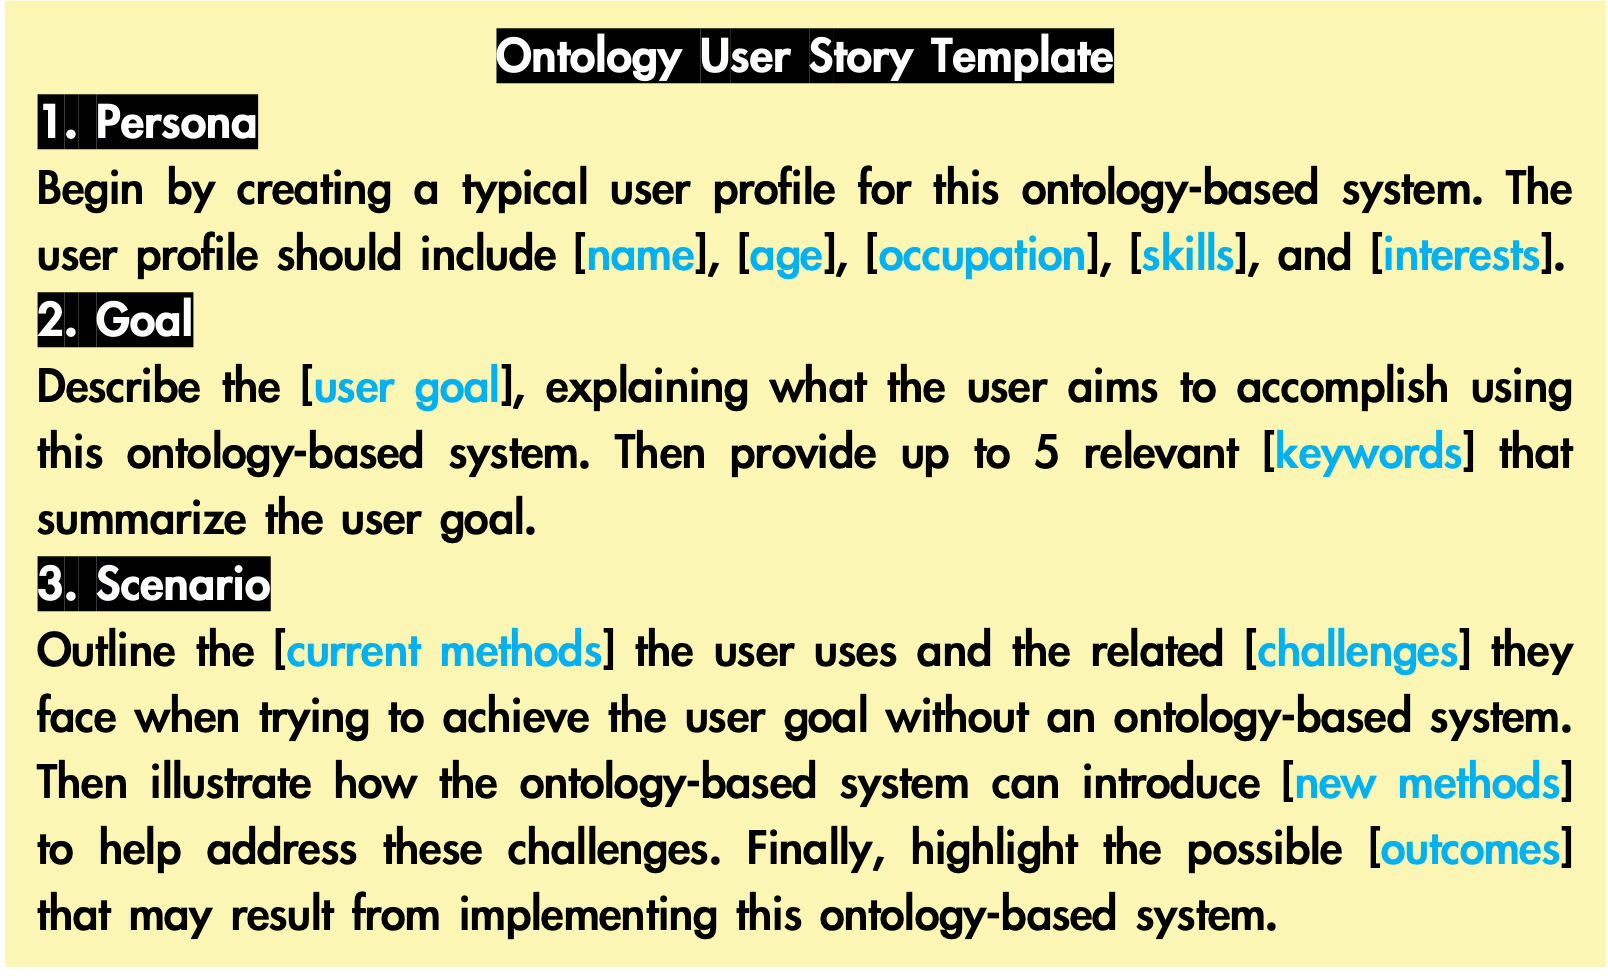 Ontology User Story Template
1. Persona
Begin by creating a typical user profile for this ontology-based system. The
user profile should include [name], [age], [occupation], [skills], and [interests].
2. Goal
Describe the [user goal], explaining what the user aims to accomplish using
this ontology-based system. Then provide up to 5 relevant [keywords] that
summarize the user goal.
3. Scenario
Outline the [current methods] the user uses and the related [challenges] they
face when trying to achieve the user goal without an ontology-based system.
Then illustrate how the ontology-based system can introduce [new methods]
to help address these challenges. Finally, highlight the possible [outcomes]
that may result from implementing this ontology-based system.